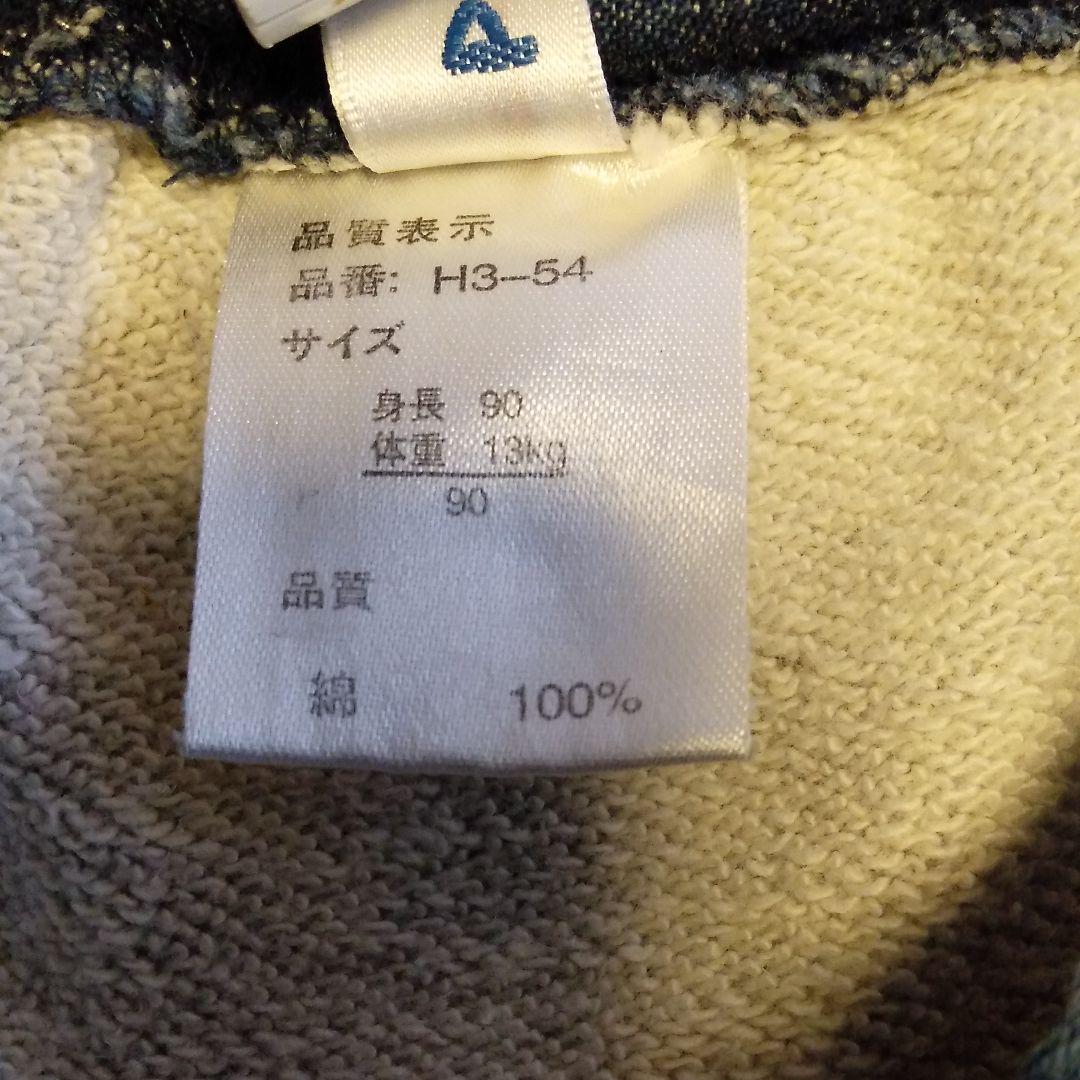 品質表示
品番: H3-54
サイズ
身長 90
体重 13kg
90
品質
綿 100%